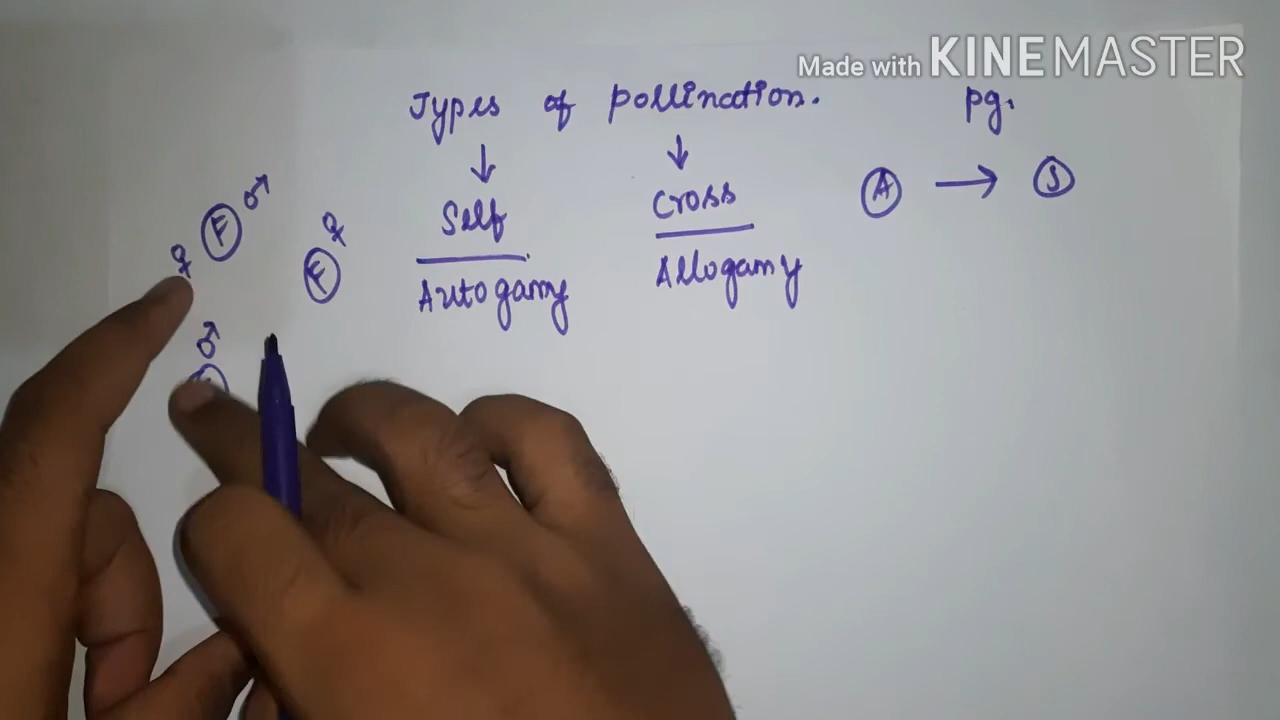 Made with KINEMASTER
Types of pollination. pg.
↓ ↓
Self Cross Ⓐ → Ⓢ
Autogamy Allogamy
♀ Ⓕ ♂
Ⓕ ♀
♂